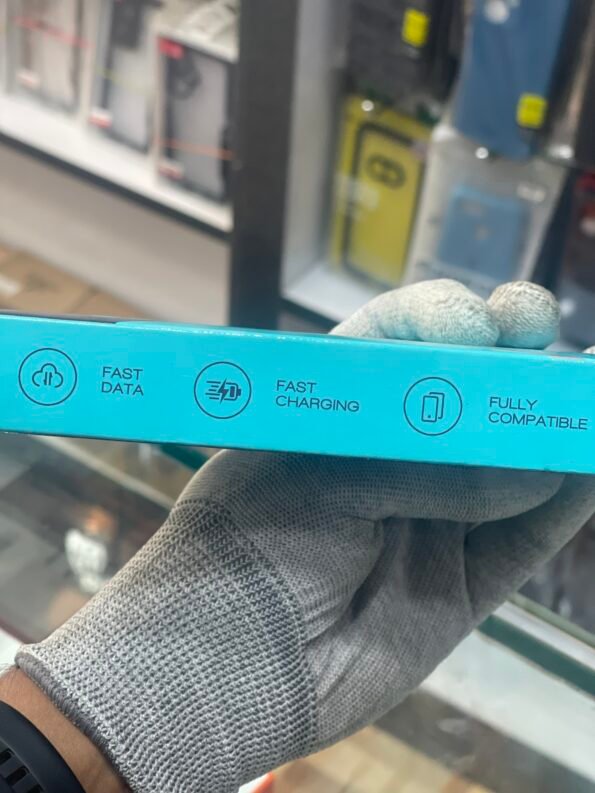 FAST
DATA
FAST
CHARGING
FULLY
COMPATIBLE